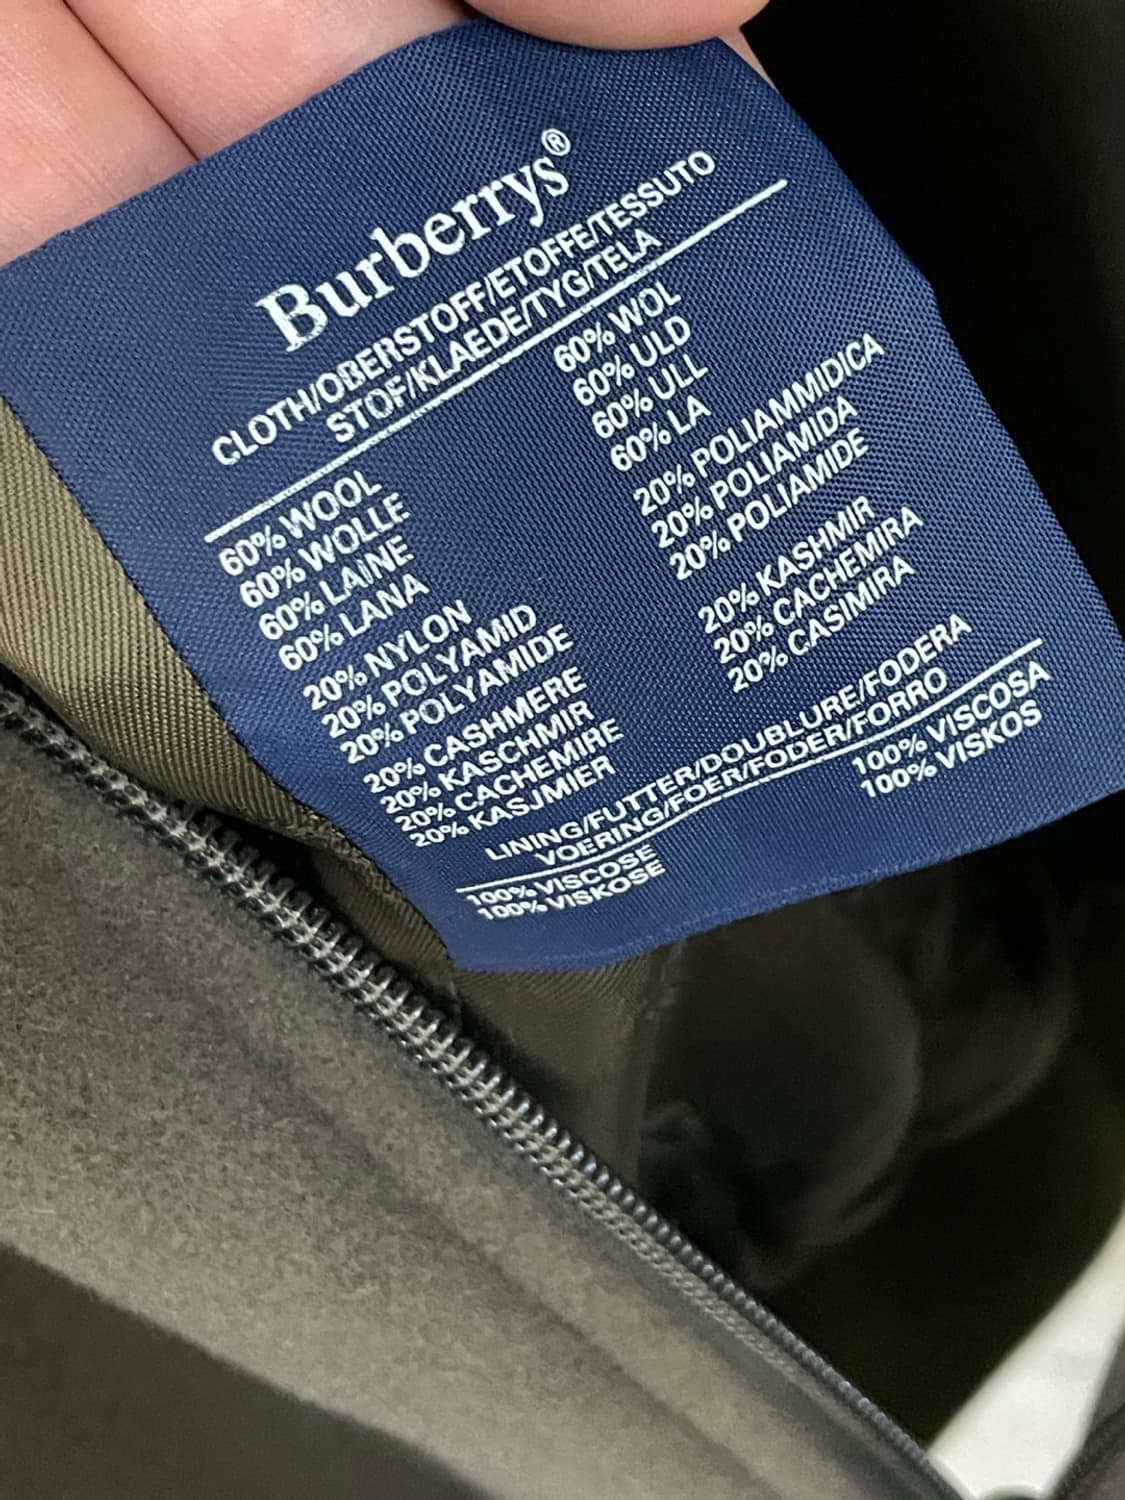 Burberrys®
CLOTH/OBERSTOFF/ETOFFE/TESSUTO
STOF/KLAEDE/TYG/TELA
60% WOOL
60% WOLLE
60% LAINE
60% LANA
20% NYLON
20% POLYAMID
20% POLYAMIDE
20% CASHMERE
20% KASCHMIR
20% CACHEMIRE
20% KASJMIER
60% WOL
60% ULD
60% ULL
60% LA
20% POLIAMMIDICA
20% POLIAMIDA
20% POLIAMIDE
20% KASHMIR
20% CACHEMIRA
20% CASIMIRA
LINING/FUTTER/DOUBLURE/FODERA
VOERING/FOER/FODER/FORRO
100% VISCOSE
100% VISKOSE
100% VISCOSA
100% VISKOS